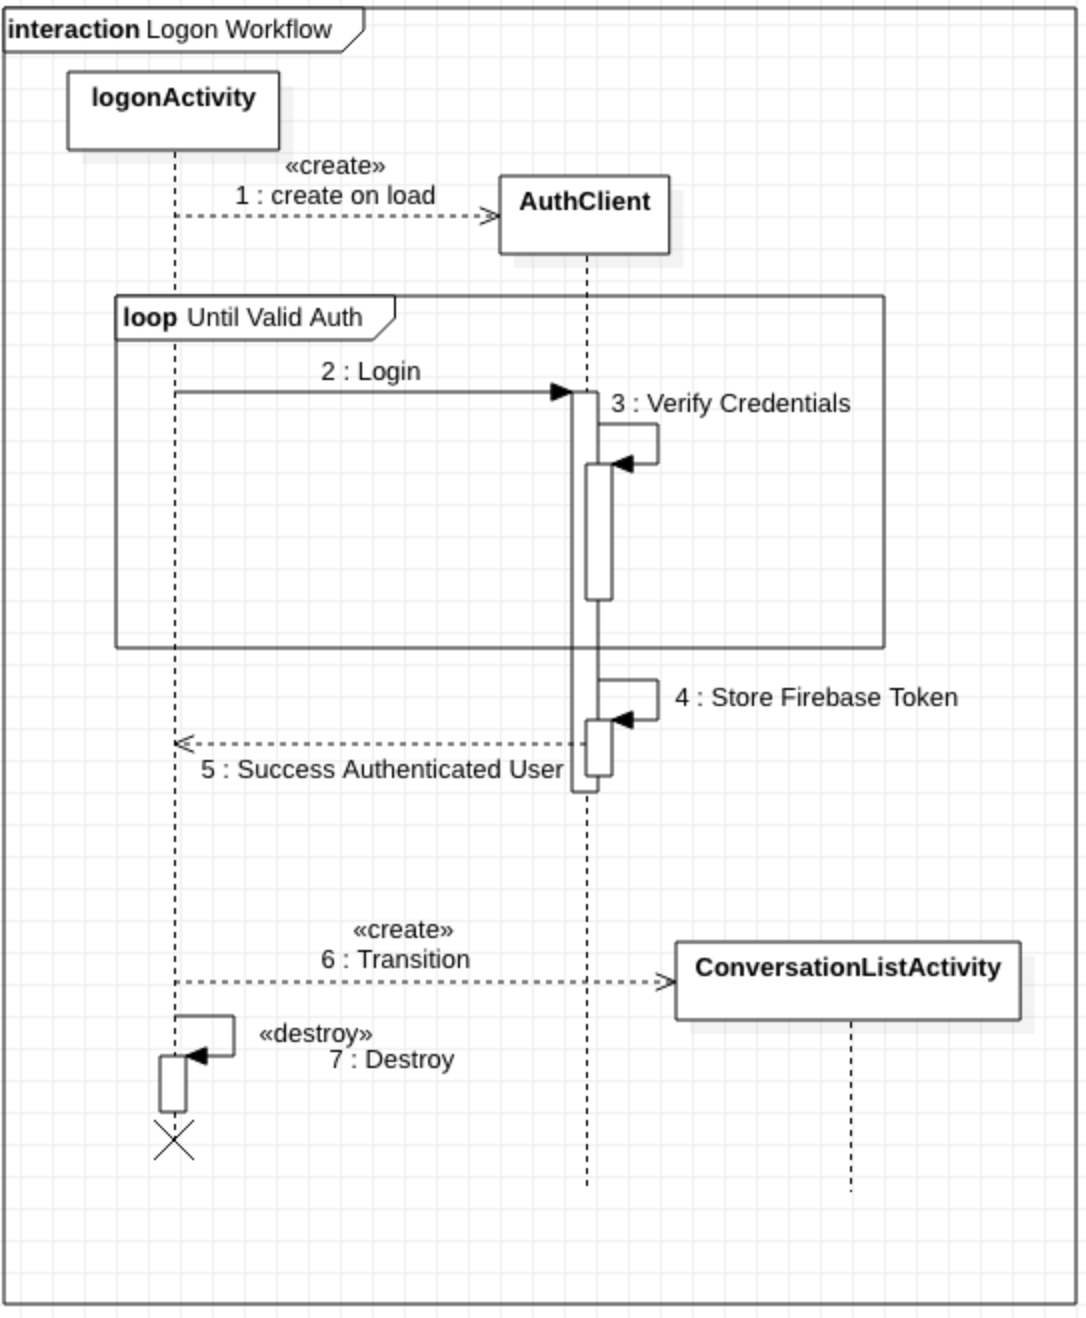 interaction Logon Workflow
logonActivity
«create»
1 : create on load
AuthClient
loop Until Valid Auth
2 : Login
3 : Verify Credentials
4 : Store Firebase Token
5 : Success Authenticated User
«create»
6 : Transition
ConversationListActivity
«destroy»
7 : Destroy